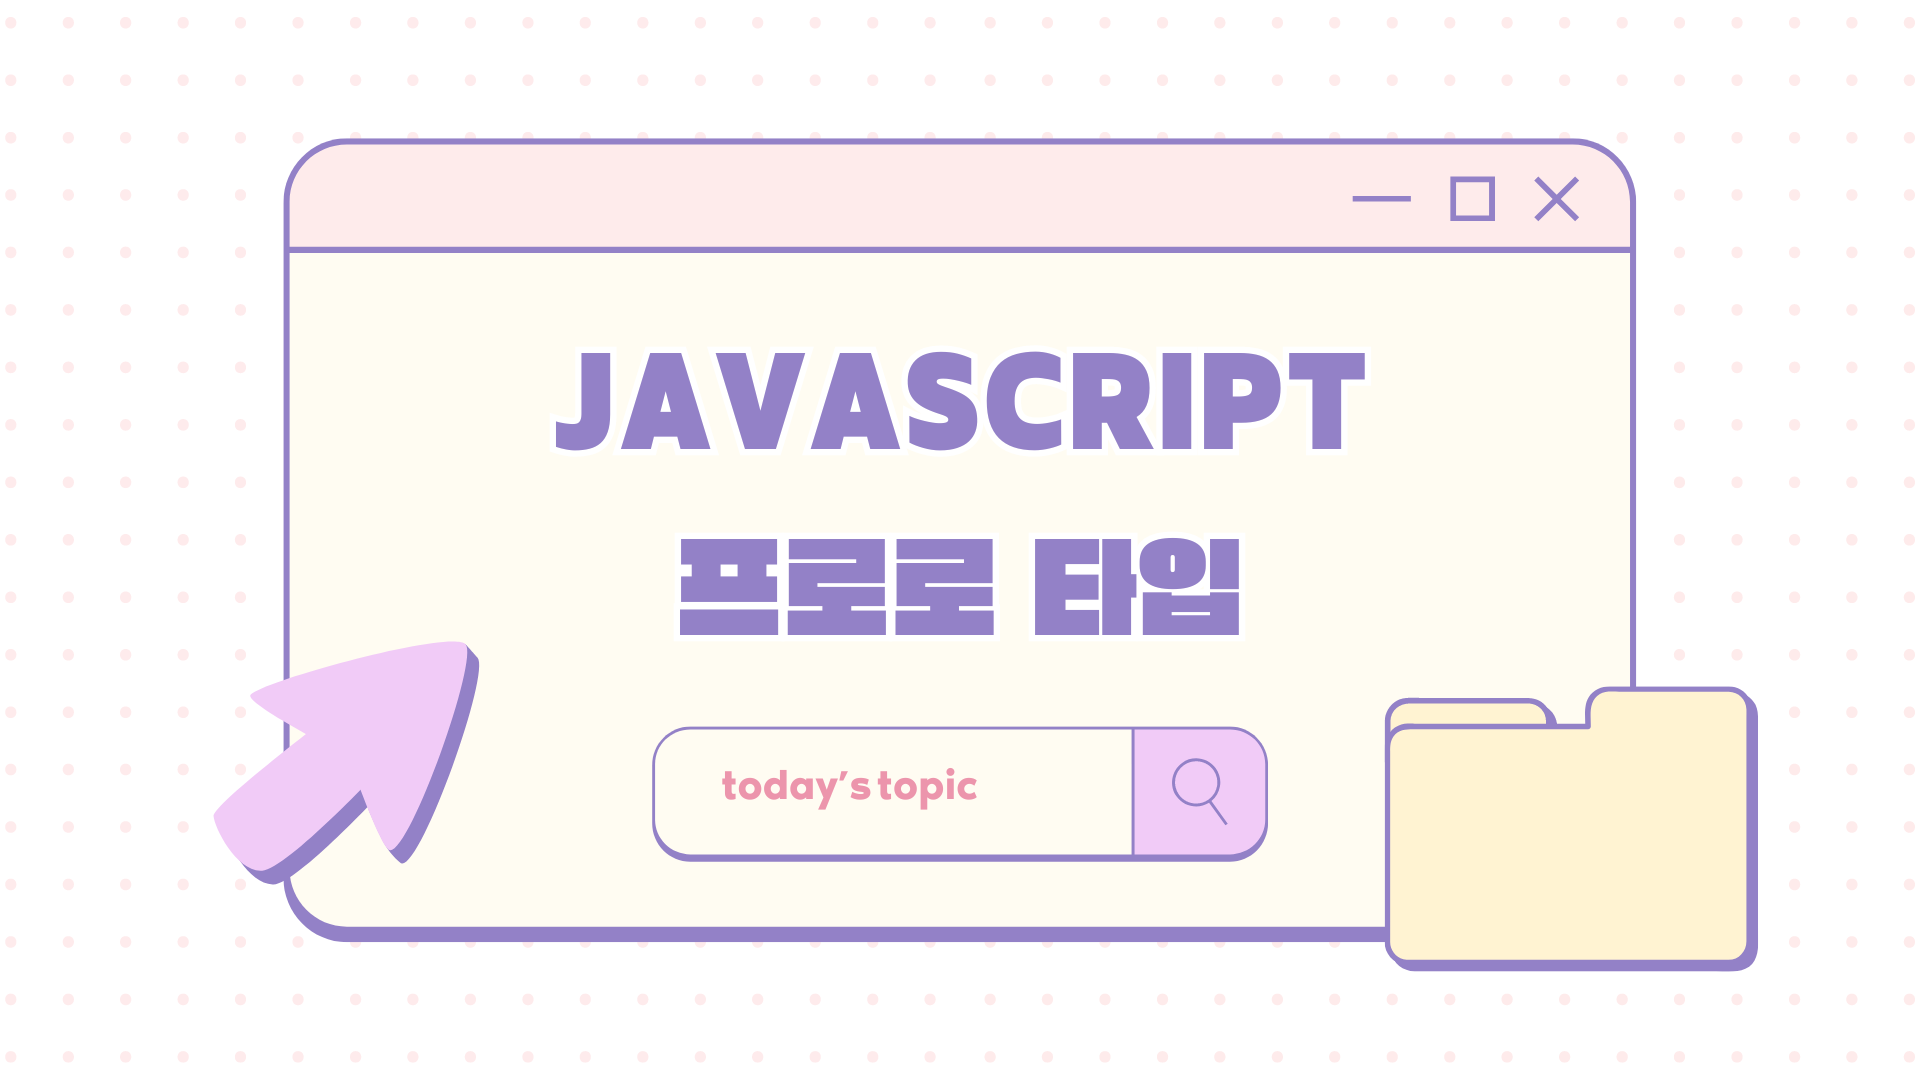 JAVASCRIPT
프로로 타입
today's topic